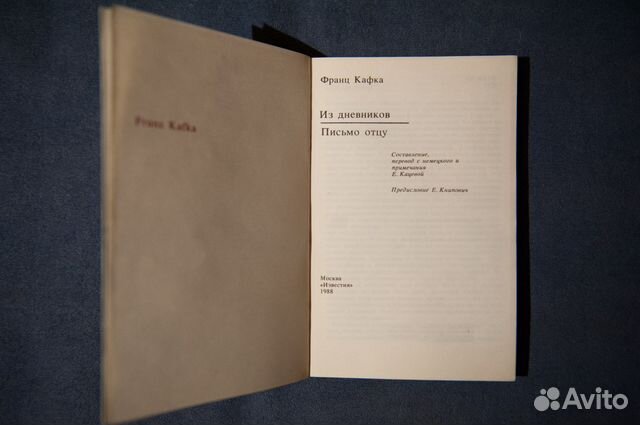 Franz Kafka
Франц Кафка
Из дневников
Письмо отцу
Составление,
перевод с немецкого и
примечания
Е. Кацевой
Предисловие Е. Книпович
Москва
«Известия»
1988
Avito